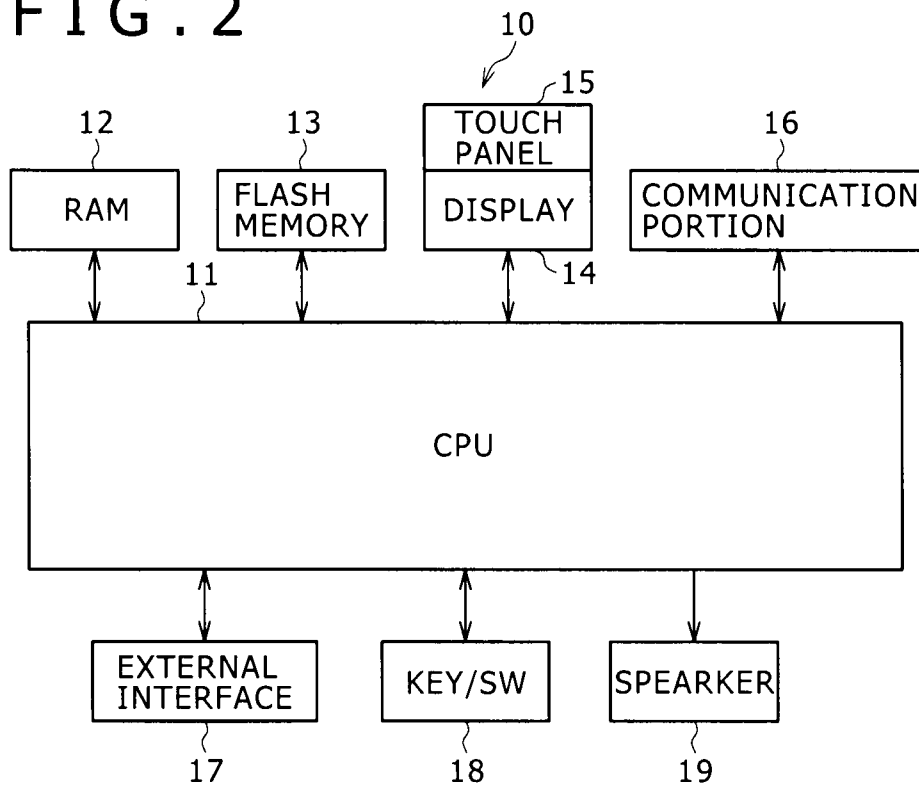 FIG.2
10
12
13
15
16
RAM
FLASH
MEMORY
TOUCH
PANEL
DISPLAY
COMMUNICATION
PORTION
11
14
CPU
EXTERNAL
INTERFACE
KEY/SW
SPEARKER
17
18
19